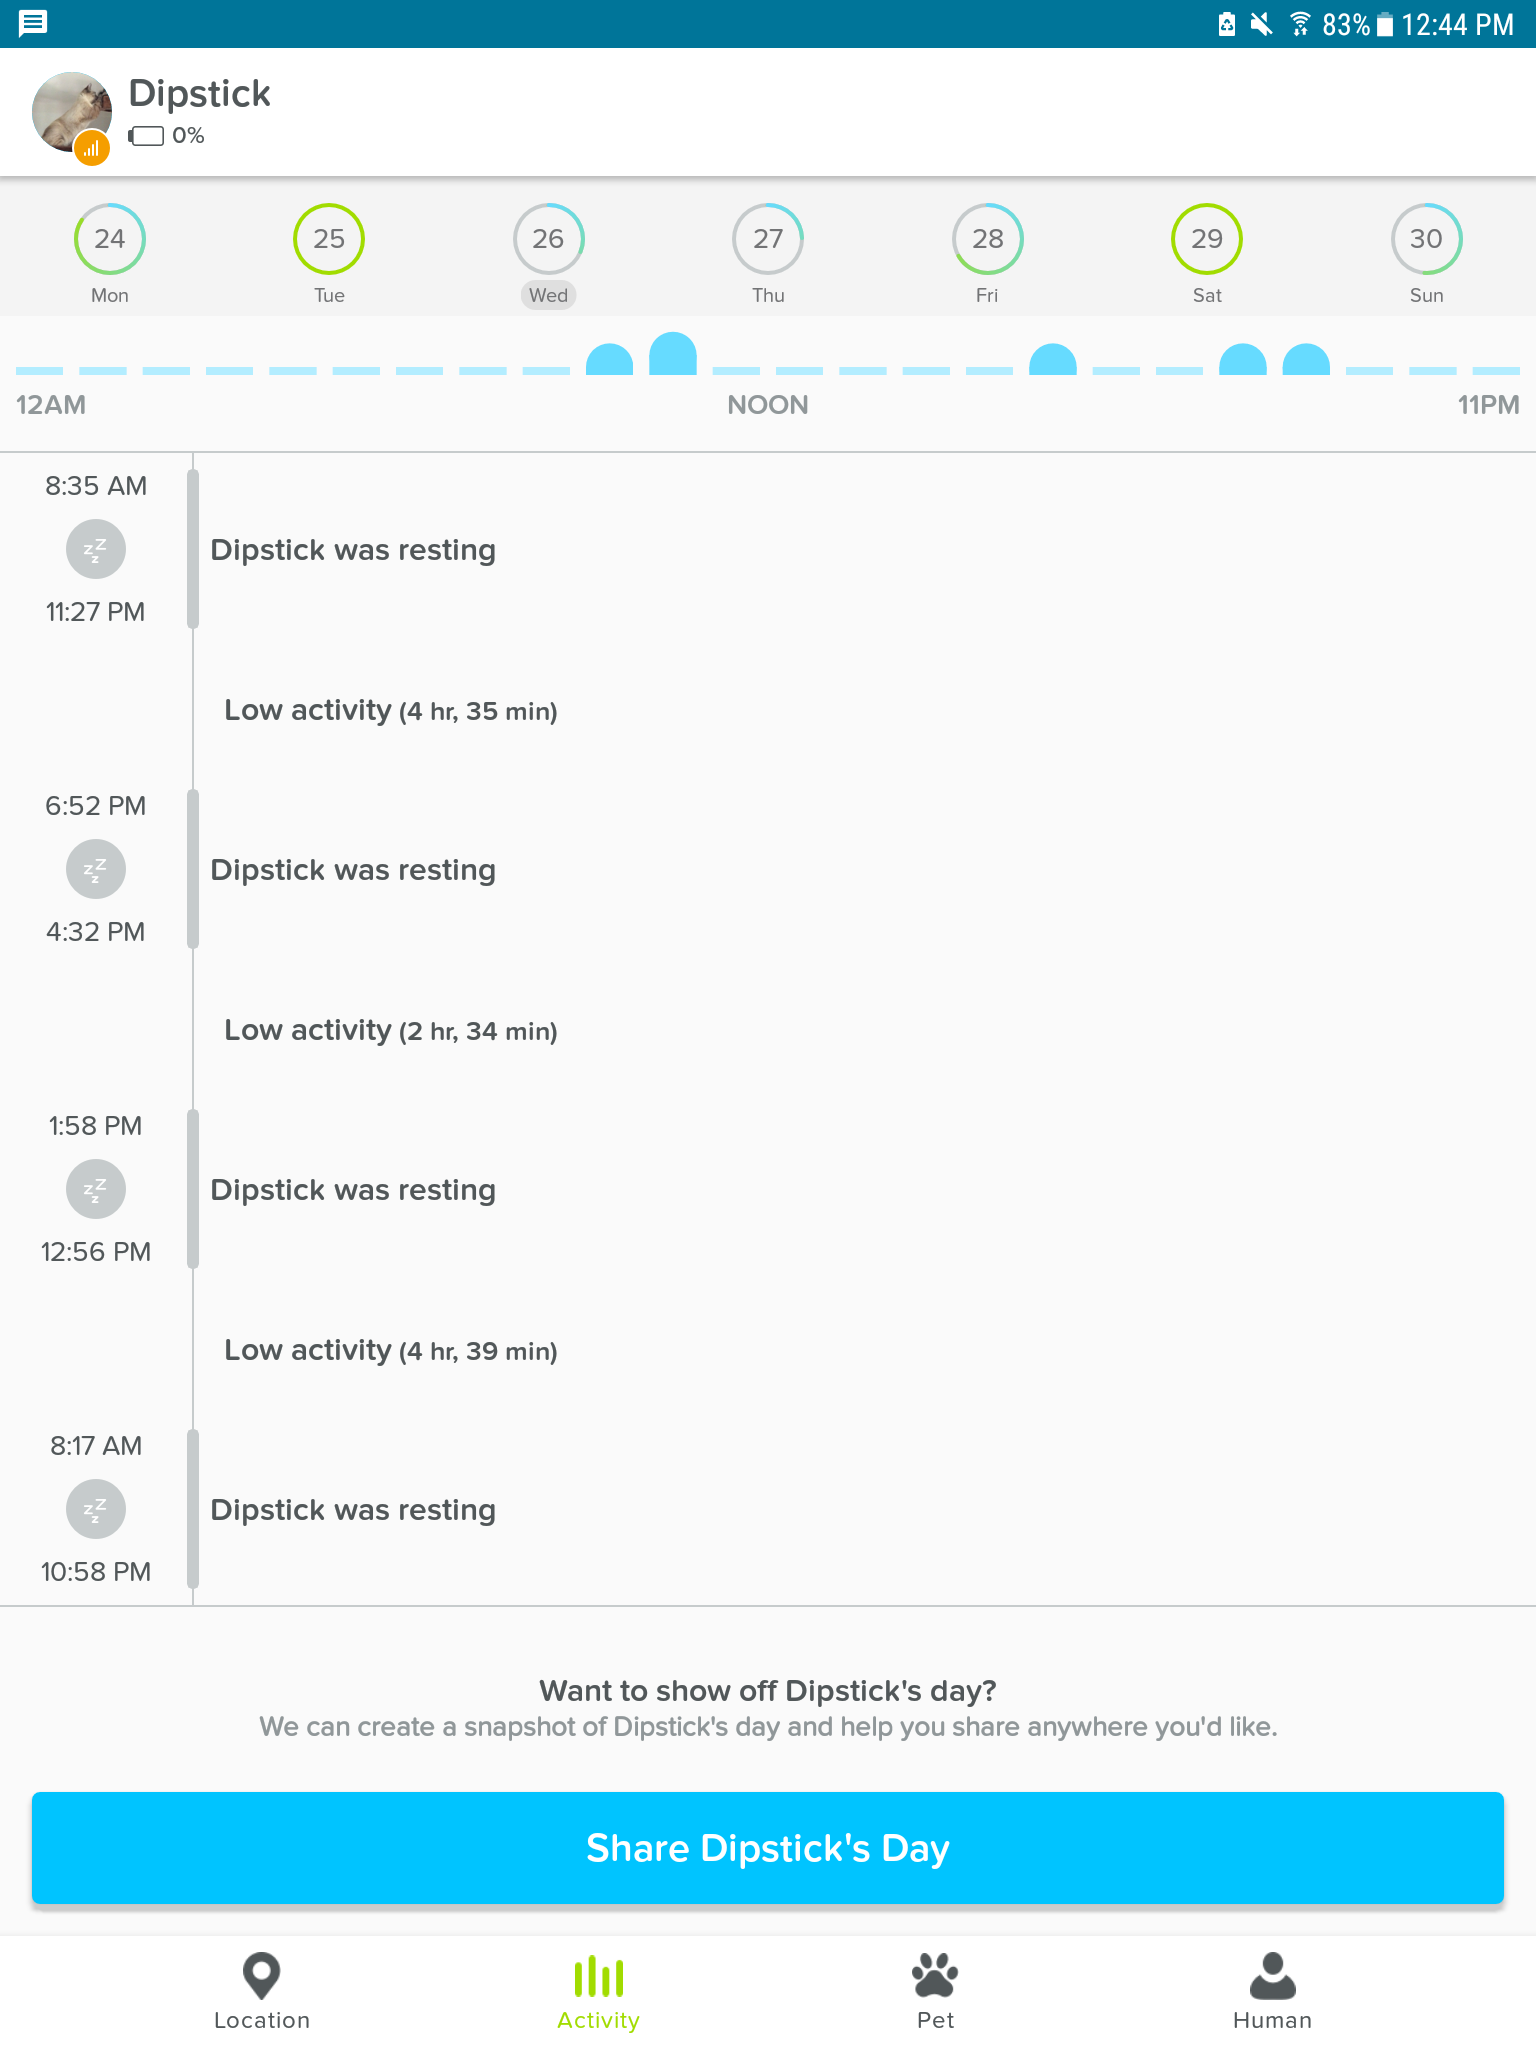 83% 12:44 PM
Dipstick
0%
24 25 26 27 28 29 30
Mon Tue Wed Thu Fri Sat Sun
12AM NOON 11PM
8:35 AM
zzz
Dipstick was resting
11:27 PM
Low activity (4 hr, 35 min)
6:52 PM
zzz
Dipstick was resting
4:32 PM
Low activity (2 hr, 34 min)
1:58 PM
zzz
Dipstick was resting
12:56 PM
Low activity (4 hr, 39 min)
8:17 AM
zzz
Dipstick was resting
10:58 PM
Want to show off Dipstick's day?
We can create a snapshot of Dipstick's day and help you share anywhere you'd like.
Share Dipstick's Day
Location Activity Pet Human